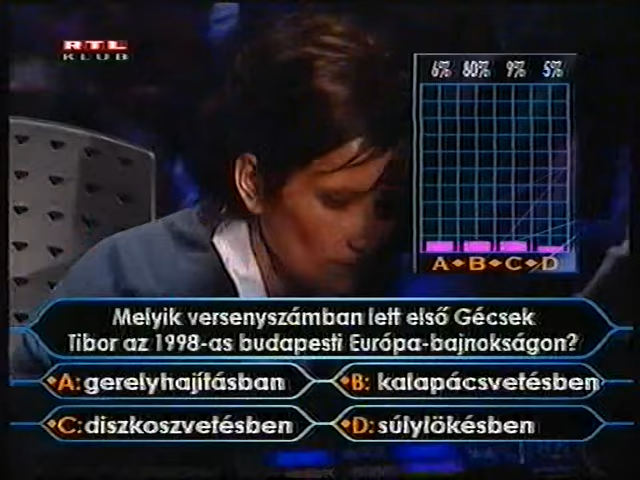 RTL
KLUB
6% 80% 9% 5%
A B C D
Melyik versenyszámban lett első Gécsek
Tibor az 1998-as budapesti Európa-bajnokságon?
A: gerelyhajításban
B: kalapácsvetésben
C: diszkoszvetésben
D: súlylökésben